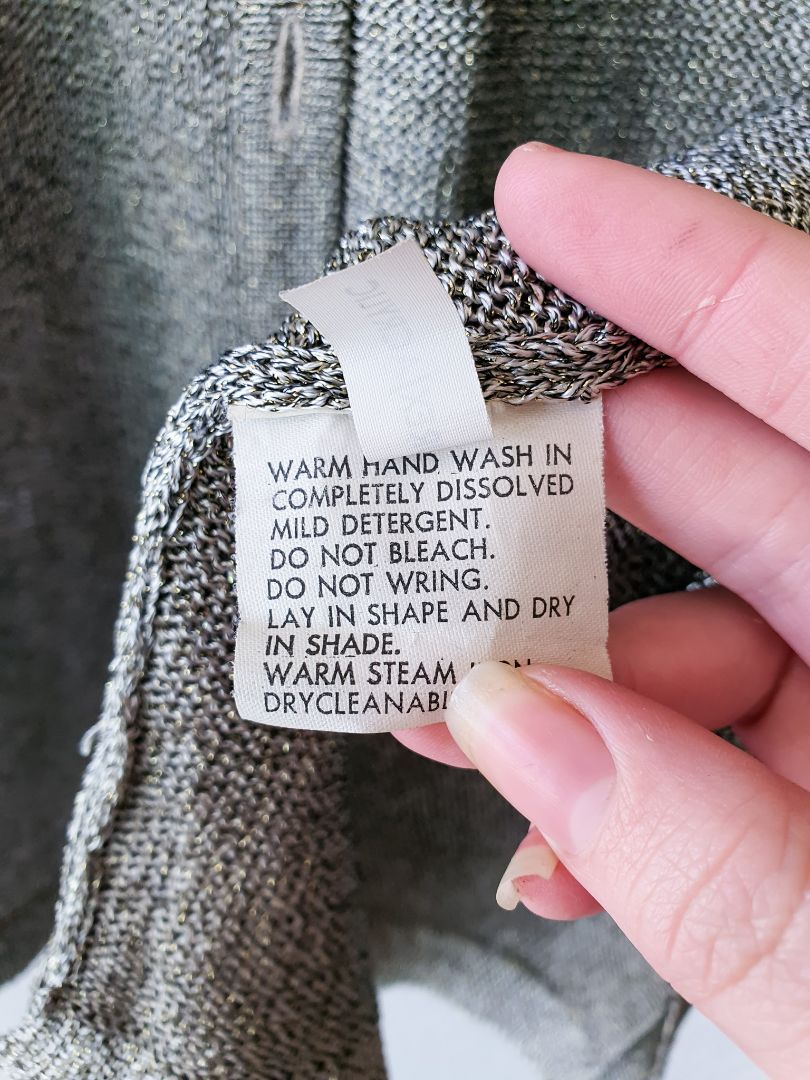 WARM HAND WASH IN
COMPLETELY DISSOLVED
MILD DETERGENT.
DO NOT BLEACH.
DO NOT WRING.
LAY IN SHAPE AND DRY
IN SHADE.
WARM STEAM